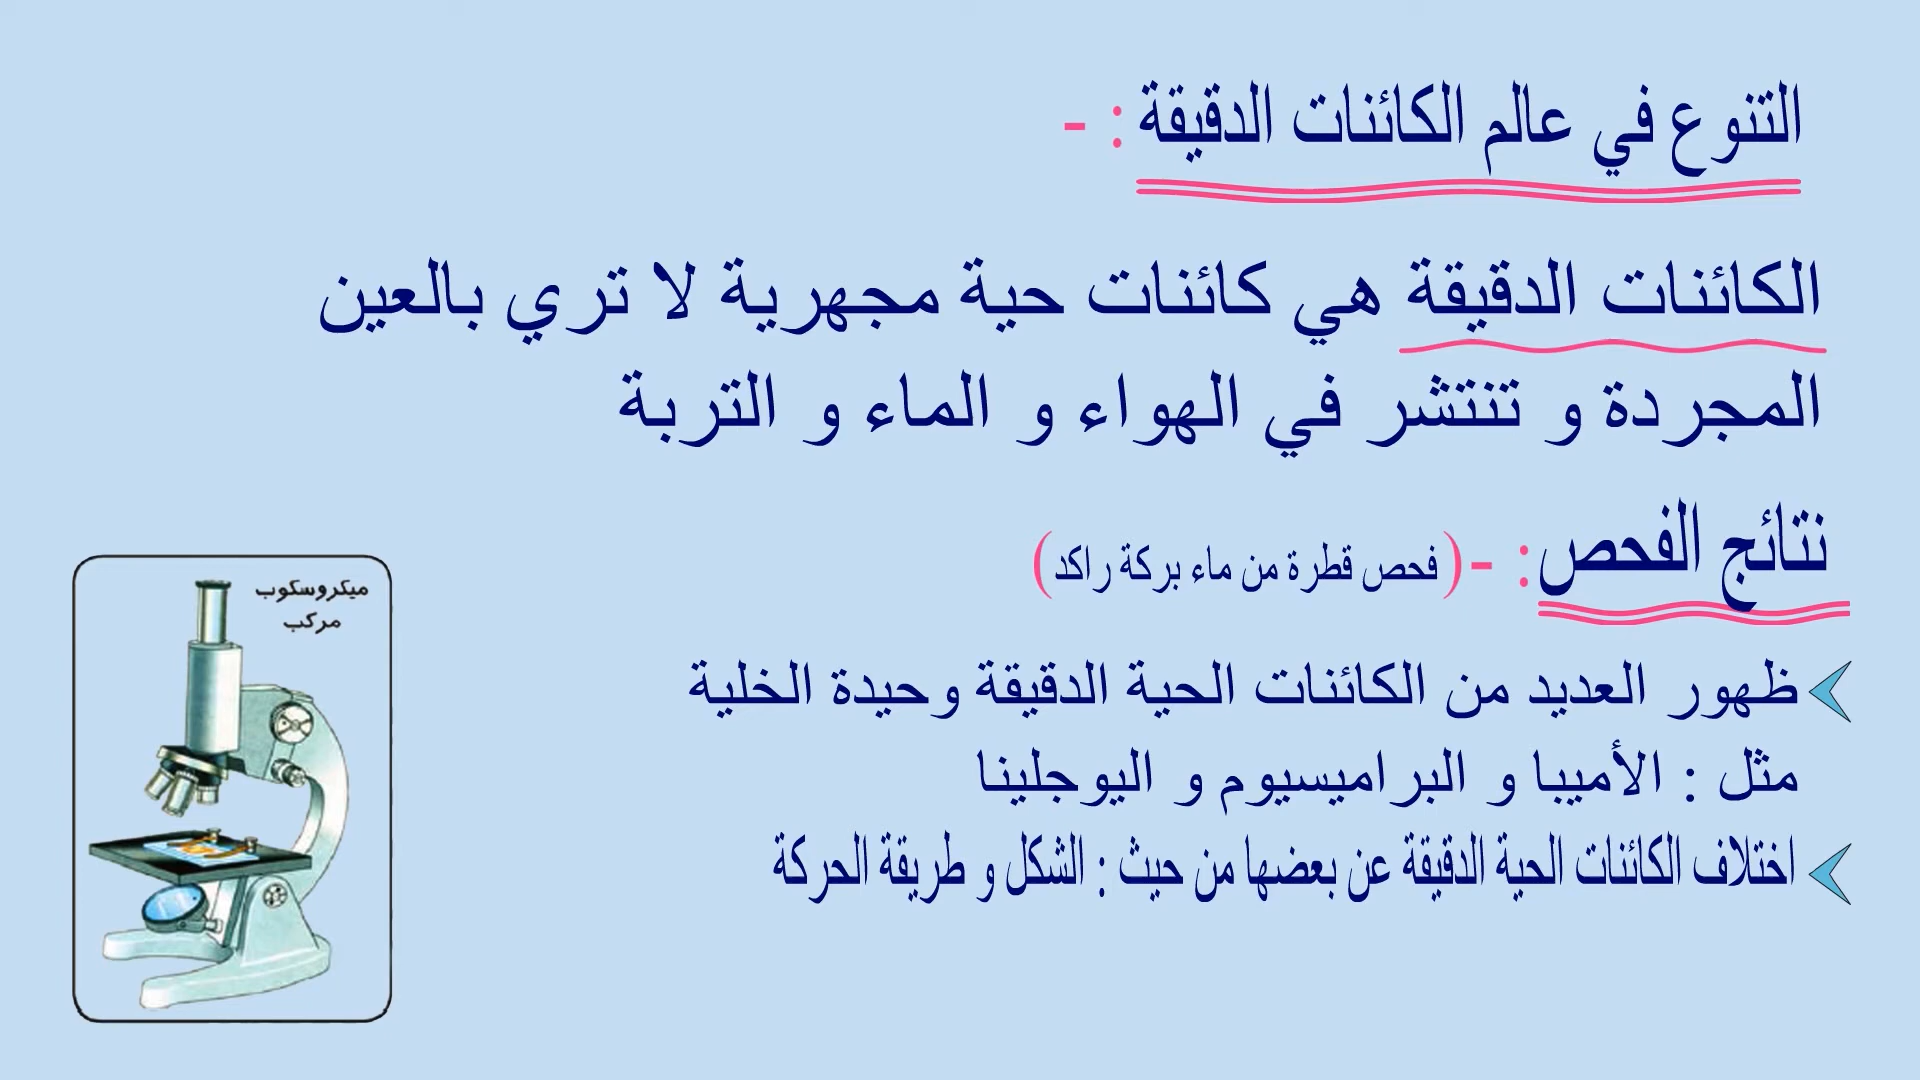 التنوع في عالم الكائنات الدقيقة : -
الكائنات الدقيقة هي كائنات حية مجهرية لا تري بالعين
المجردة و تنتشر في الهواء و الماء و التربة
نتائج الفحص : -(فحص قطرة من ماء بركة راكد)
ظهور العديد من الكائنات الحية الدقيقة وحيدة الخلية
مثل : الأميبا و البراميسيوم و اليوجلينا
اختلاف الكائنات الحية الدقيقة عن بعضها من حيث : الشكل و طريقة الحركة
ميكروسكوب
مركب